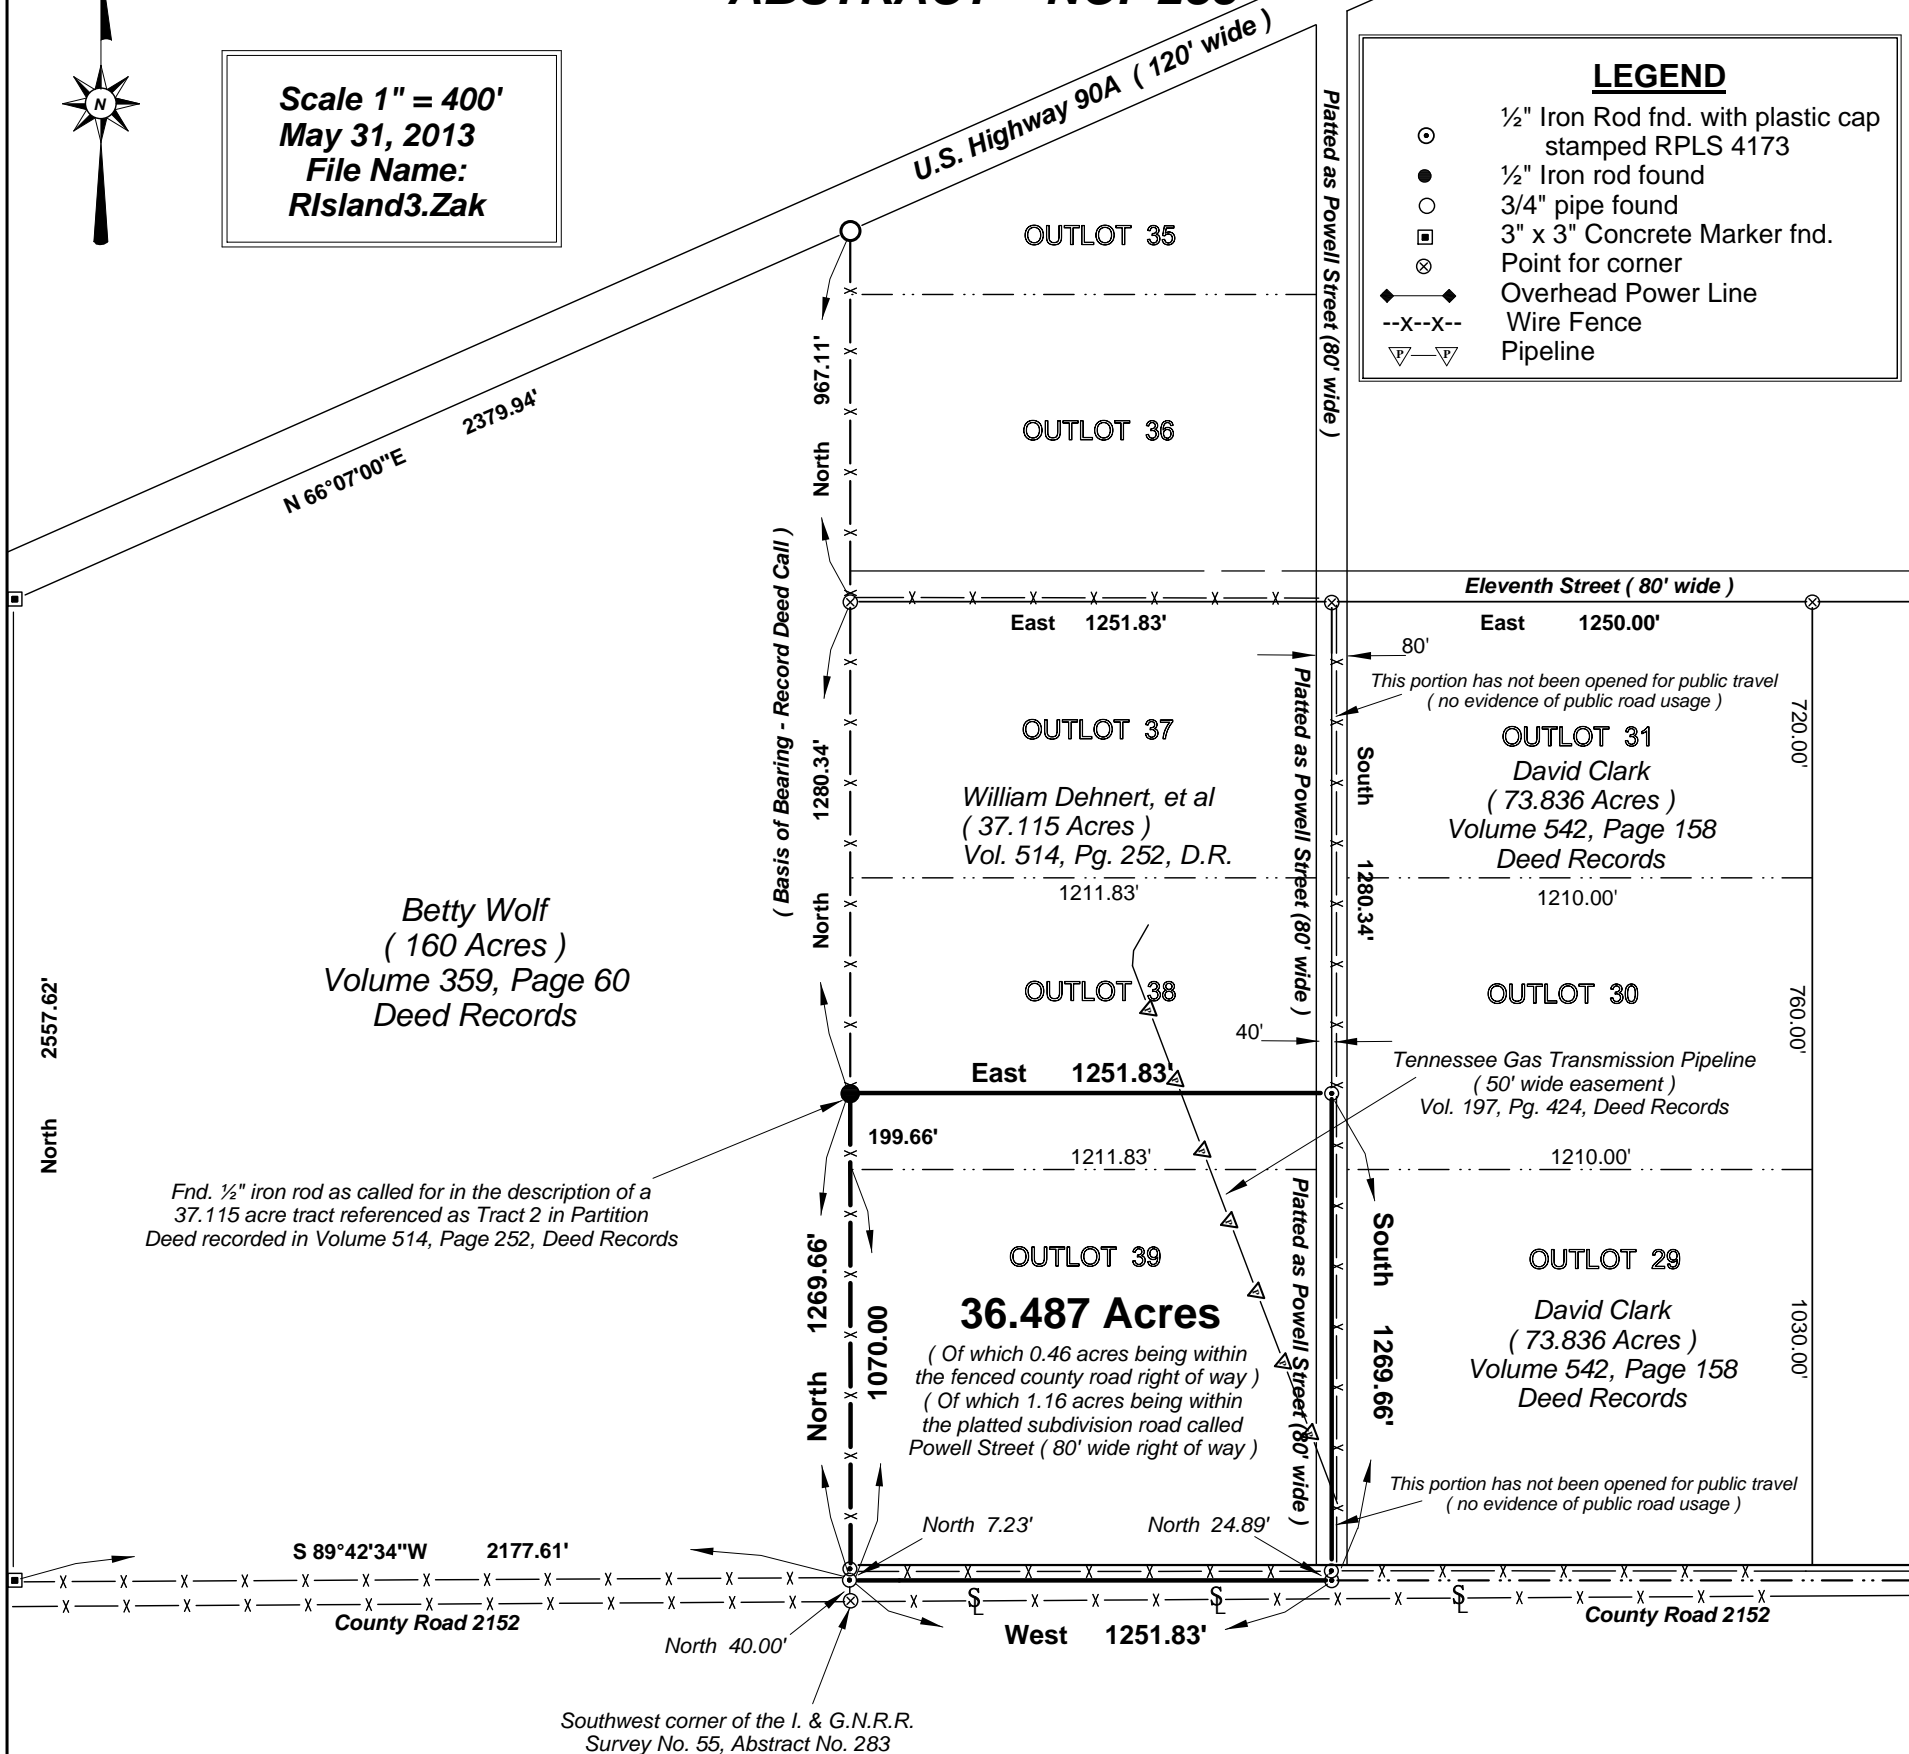 N
Scale 1" = 400'
May 31, 2013
File Name:
RIsland3.Zak
U.S. Highway 90A ( 120' wide )
LEGEND
½" Iron Rod fnd. with plastic cap
stamped RPLS 4173
½" Iron rod found
3/4" pipe found
3" x 3" Concrete Marker fnd.
Point for corner
Overhead Power Line
--x--x-- Wire Fence
P P Pipeline
Platted as Powell Street (80' wide )
OUTLOT 35
967.11'
North
OUTLOT 36
N 66°07'00"E 2379.94'
Eleventh Street ( 80' wide )
East 1251.83'
East 1250.00'
80'
This portion has not been opened for public travel
( no evidence of public road usage )
( Basis of Bearing - Record Deed Call )
North 1280.34'
OUTLOT 37
William Dehnert, et al
( 37.115 Acres )
Vol. 514, Pg. 252, D.R.
1211.83'
Platted as Powell Street (80' wide )
South 1280.34'
OUTLOT 31
David Clark
( 73.836 Acres )
Volume 542, Page 158
Deed Records
720.00'
1210.00'
Betty Wolf
( 160 Acres )
Volume 359, Page 60
Deed Records
North 2557.62'
OUTLOT 38
40'
OUTLOT 30
760.00'
Tennessee Gas Transmission Pipeline
( 50' wide easement )
Vol. 197, Pg. 424, Deed Records
East 1251.83'
199.66'
1211.83'
1210.00'
Fnd. ½" iron rod as called for in the description of a
37.115 acre tract referenced as Tract 2 in Partition
Deed recorded in Volume 514, Page 252, Deed Records
North 1269.66'
1070.00
OUTLOT 39
36.487 Acres
( Of which 0.46 acres being within
the fenced county road right of way )
( Of which 1.16 acres being within
the platted subdivision road called
Powell Street ( 80' wide right of way )
Platted as Powell Street (80' wide )
South 1269.66'
OUTLOT 29
David Clark
( 73.836 Acres )
Volume 542, Page 158
Deed Records
1030.00'
This portion has not been opened for public travel
( no evidence of public road usage )
North 7.23'
North 24.89'
S 89°42'34"W 2177.61'
County Road 2152
County Road 2152
North 40.00'
West 1251.83'
Southwest corner of the I. & G.N.R.R.
Survey No. 55, Abstract No. 283